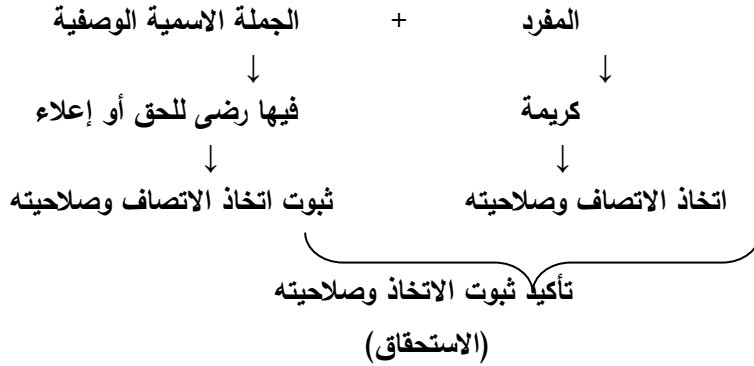 المفرد + الجملة الاسمية الوصفية
↓ ↓
كريمة فيها رضى للحق أو إعلاء
↓ ↓
اتخاذ الاتصاف وصلاحيته ثبوت اتخاذ الاتصاف وصلاحيته
تأكيد ثبوت الاتخاذ وصلاحيته
(الاستحقاق)